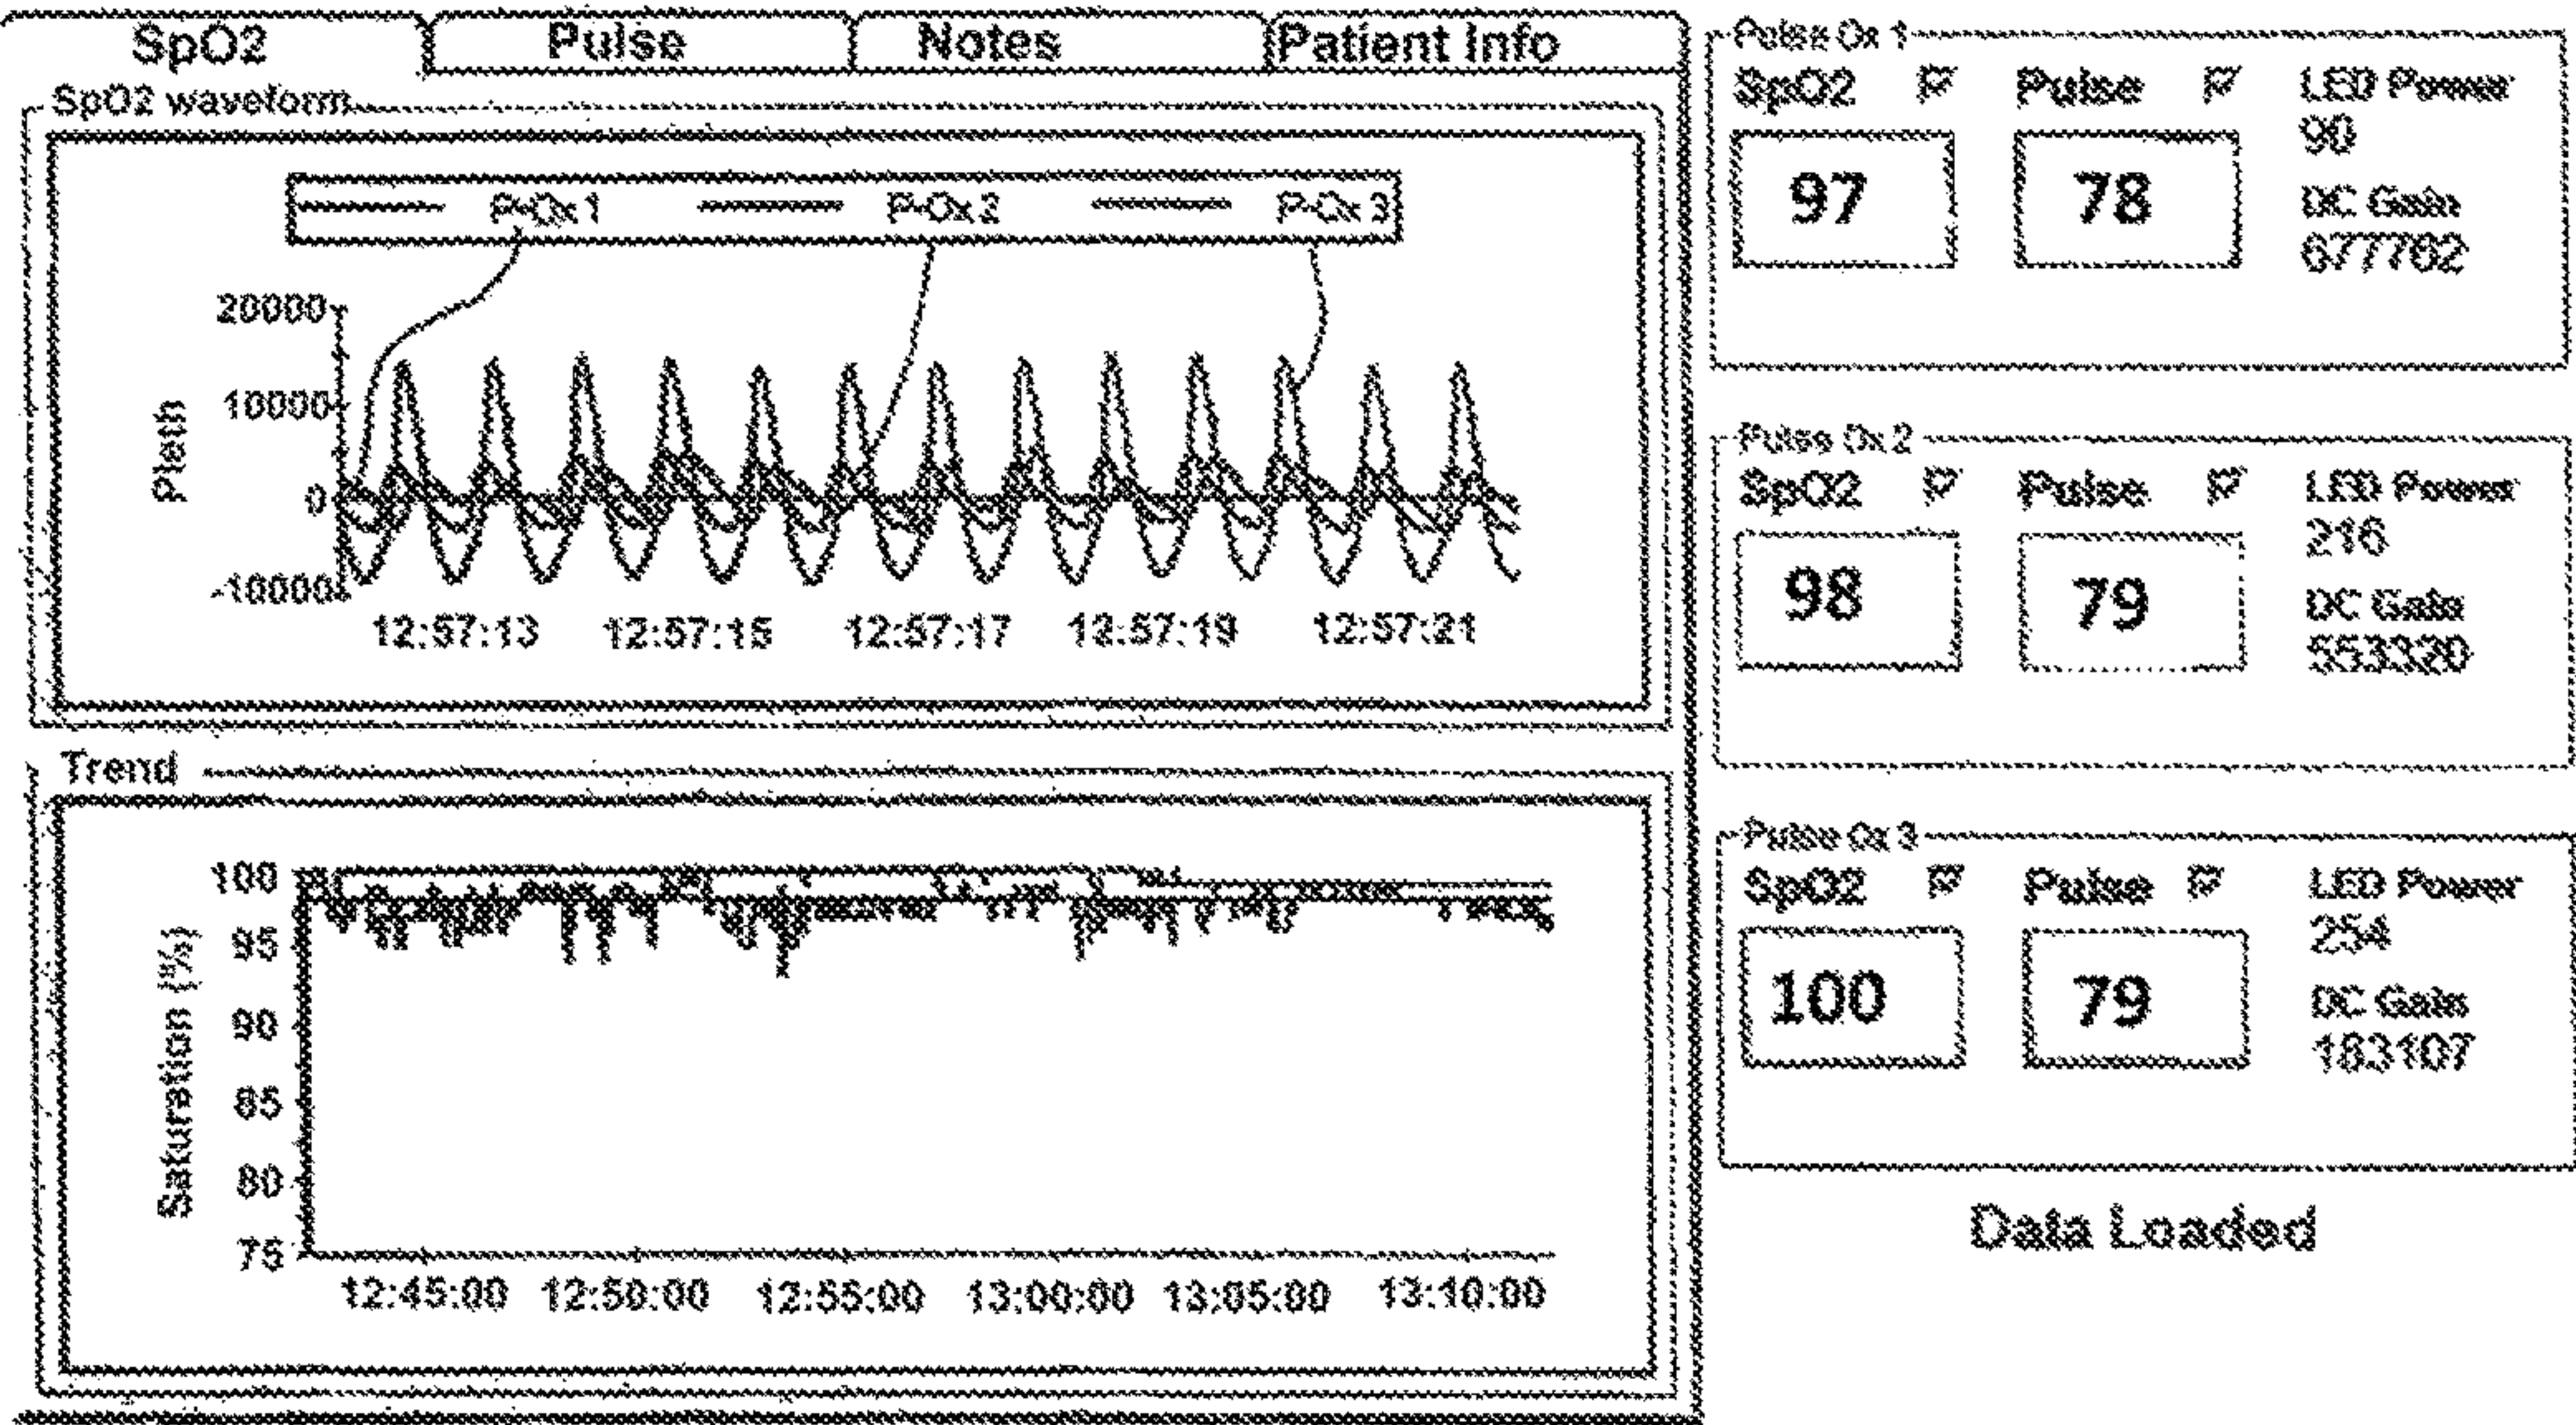 SpO2 Pulse Notes Patient Info
SpO2 waveform
P-Ox 1 P-Ox 2 P-Ox 3
Pleth
20000
10000
0
-10000
12:57:13 12:57:15 12:57:17 12:57:19 12:57:21
Trend
Saturation (%)
100
95
90
85
80
75
12:45:00 12:50:00 12:55:00 13:00:00 13:05:00 13:10:00
Pulse Ox 1
SpO2 Pulse LED Power
90
97 78
DC Gain
677762
Pulse Ox 2
SpO2 Pulse LED Power
216
98 79
DC Gain
553320
Pulse Ox 3
SpO2 Pulse LED Power
254
100 79
DC Gain
183107
Data Loaded